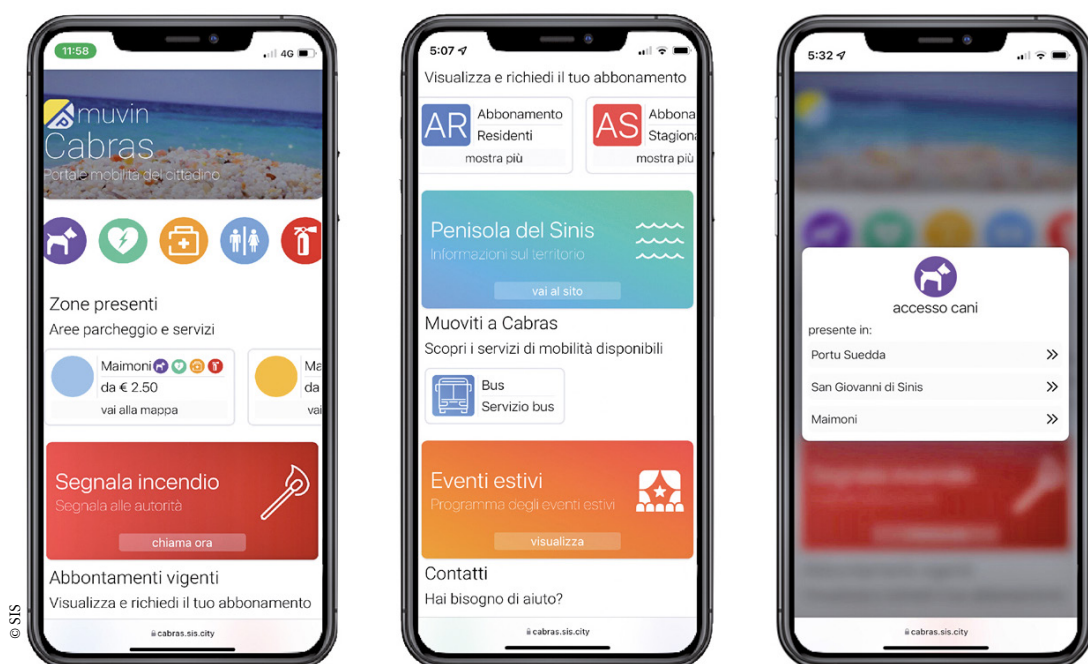 11:58
4G
muvin
Cabras
Portale mobilità del cittadino
Zone presenti
Aree parcheggio e servizi
Maimoni
da € 2.50
vai alla mappa
Ma
da
vai
Segnala incendio
Segnala alle autorità
chiama ora
Abbontamenti vigenti
Visualizza e richiedi il tuo abbonamento
cabras.sis.city
5:07
Visualizza e richiedi il tuo abbonamento
AR
Abbonamento
Residenti
mostra più
AS
Abbona
Stagiona
mostra più
Penisola del Sinis
Informazioni sul territorio
vai al sito
Muoviti a Cabras
Scopri i servizi di mobilità disponibili
Bus
Servizio bus
Eventi estivi
Programma degli eventi estivi
visualizza
Contatti
Hai bisogno di aiuto?
cabras.sis.city
5:32
accesso cani
presente in:
Portu Suedda
San Giovanni di Sinis
Maimoni
cabras.sis.city
© SIS